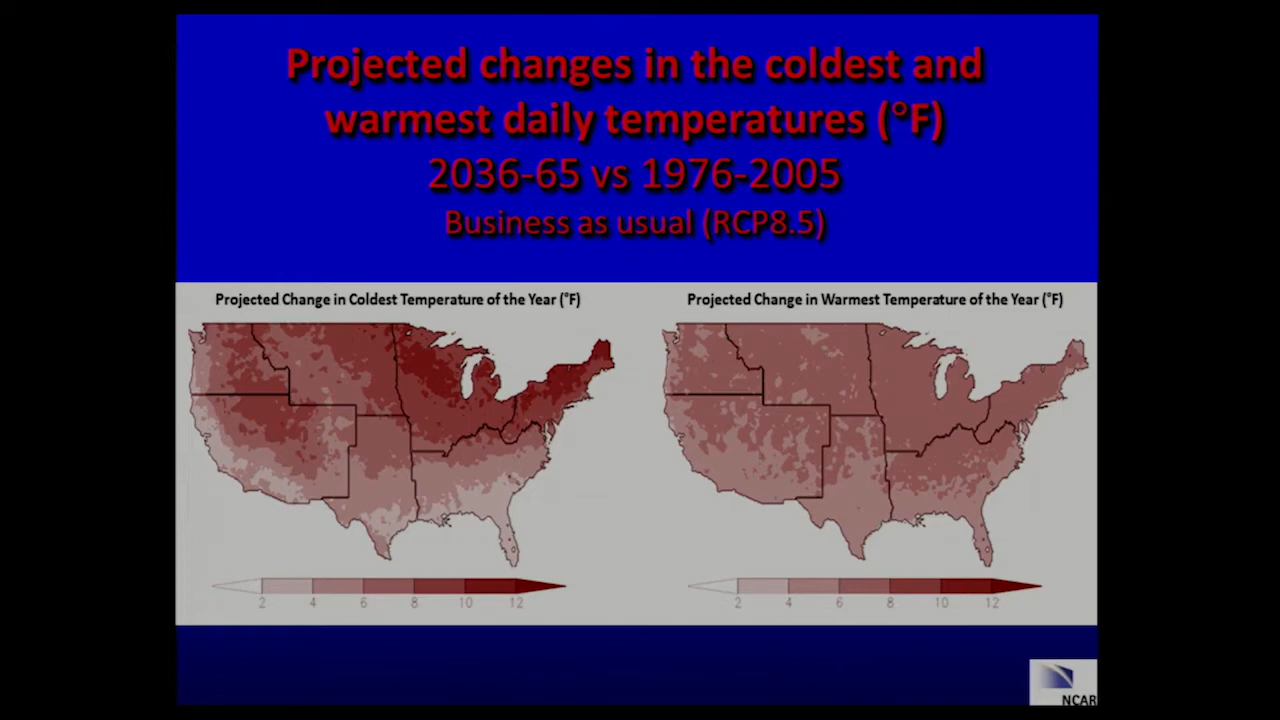 Projected changes in the coldest and
warmest daily temperatures (°F)
2036-65 vs 1976-2005
Business as usual (RCP8.5)
Projected Change in Coldest Temperature of the Year (°F)
2 4 6 8 10 12
Projected Change in Warmest Temperature of the Year (°F)
2 4 6 8 10 12
NCAR